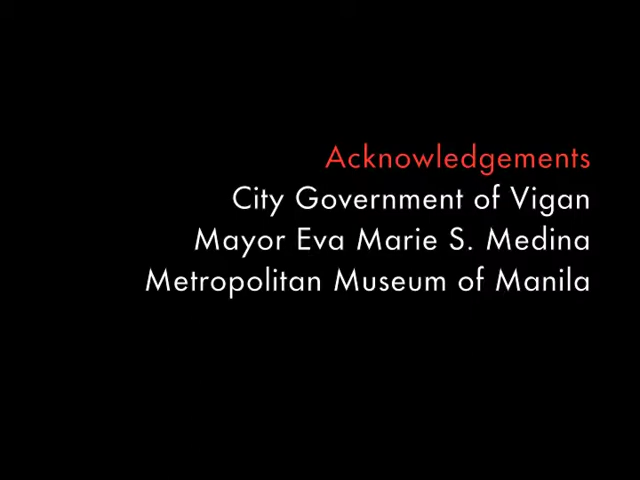 Acknowledgements
City Government of Vigan
Mayor Eva Marie S. Medina
Metropolitan Museum of Manila